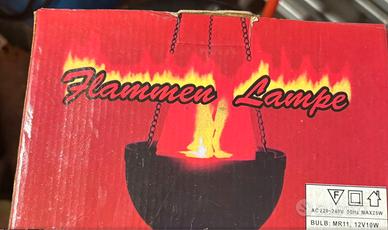 Flammen Lampe
F
AC 220-240V 50Hz MAX25W
BULB: MR11, 12V10W